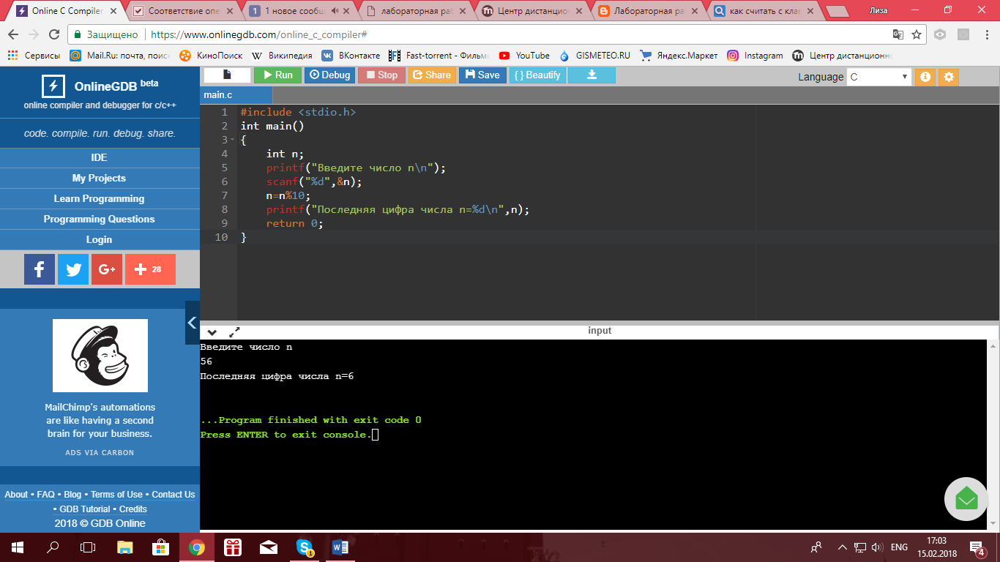 Online C Compiler
Соответствие опе
1 новое сообщ
лабораторная раб
Центр дистанцион
Лабораторная ра
как считать с клав
Лиза
Защищено
https://www.onlinegdb.com/online_c_compiler#
Сервисы
Mail.Ru: почта, поиск
КиноПоиск
W Википедия
ВКонтакте
Fast-torrent - Фильмы
YouTube
GISMETEO.RU
Яндекс.Маркет
Instagram
Центр дистанционно
OnlineGDB beta
online compiler and debugger for c/c++
code. compile. run. debug. share.
IDE
My Projects
Learn Programming
Programming Questions
Login
28
MailChimp's automations
are like having a second
brain for your business.
ADS VIA CARBON
About • FAQ • Blog • Terms of Use • Contact Us
• GDB Tutorial • Credits
2018 © GDB Online
Run
Debug
Stop
Share
Save
{ } Beautify
Language C
main.c
1 #include <stdio.h>
2 int main()
3 {
4 int n;
5 printf("Введите число n\n");
6 scanf("%d",&n);
7 n=n%10;
8 printf("Последняя цифра числа n=%d\n",n);
9 return 0;
10 }
input
Введите число n
56
Последняя цифра числа n=6
...Program finished with exit code 0
Press ENTER to exit console.
ENG
17:03
15.02.2018
4